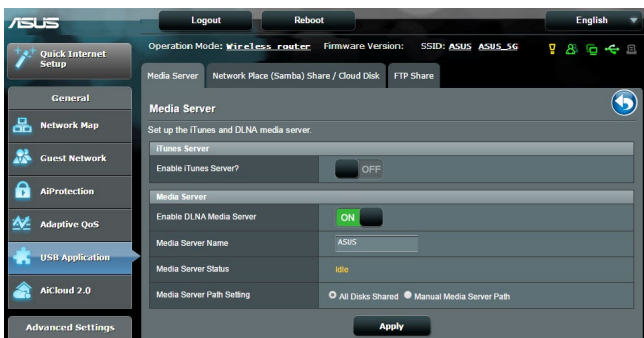 ASUS
Logout
Reboot
English
Quick Internet Setup
Operation Mode: Wireless router Firmware Version: SSID: ASUS ASUS_5G
Media Server
Network Place (Samba) Share / Cloud Disk
FTP Share
General
Network Map
Guest Network
AiProtection
Adaptive QoS
USB Application
AiCloud 2.0
Advanced Settings
Media Server
Set up the iTunes and DLNA media server.
iTunes Server
Enable iTunes Server?
OFF
Media Server
Enable DLNA Media Server
ON
Media Server Name
ASUS
Media Server Status
Idle
Media Server Path Setting
All Disks Shared
Manual Media Server Path
Apply